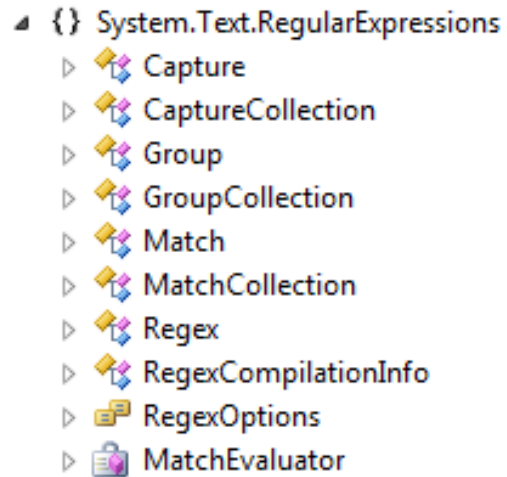 {} System.Text.RegularExpressions
Capture
CaptureCollection
Group
GroupCollection
Match
MatchCollection
Regex
RegexCompilationInfo
RegexOptions
MatchEvaluator